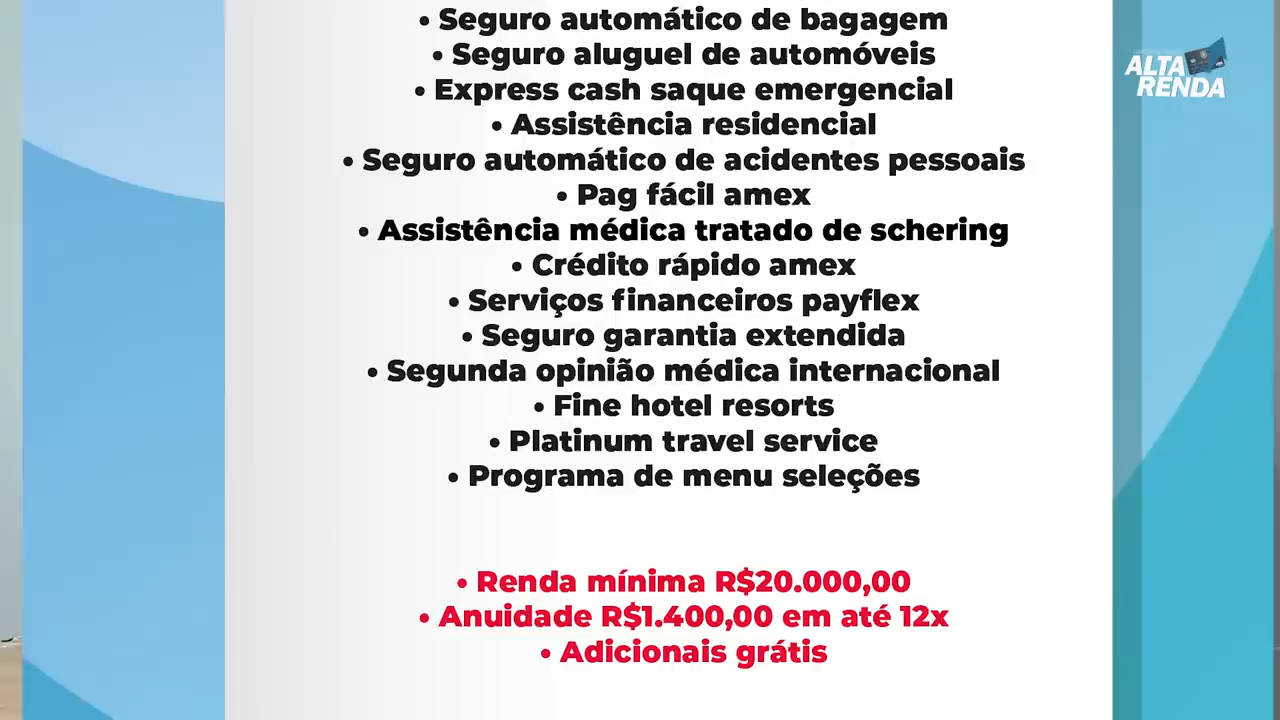 • Seguro automático de bagagem
• Seguro aluguel de automóveis
• Express cash saque emergencial
• Assistência residencial
• Seguro automático de acidentes pessoais
• Pag fácil amex
• Assistência médica tratado de schering
• Crédito rápido amex
• Serviços financeiros payflex
• Seguro garantia extendida
• Segunda opinião médica internacional
• Fine hotel resorts
• Platinum travel service
• Programa de menu seleções
• Renda mínima R$20.000,00
• Anuidade R$1.400,00 em até 12x
• Adicionais grátis
ALTA
RENDA